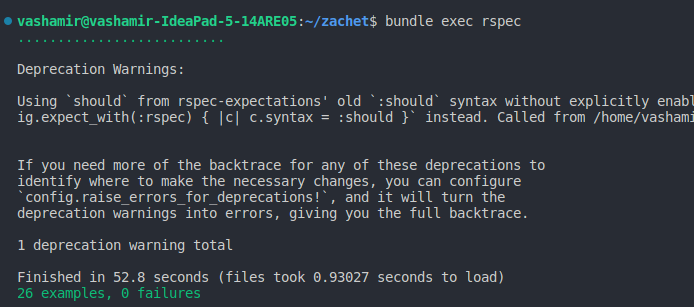 vashamir@vashamir-IdeaPad-5-14ARE05:~/zachet$ bundle exec rspec
..........................
Deprecation Warnings:
Using `should` from rspec-expectations' old `:should` syntax without explicitly enabl
ig.expect_with(:rspec) { |c| c.syntax = :should }` instead. Called from /home/vashami
If you need more of the backtrace for any of these deprecations to
identify where to make the necessary changes, you can configure
`config.raise_errors_for_deprecations!`, and it will turn the
deprecation warnings into errors, giving you the full backtrace.
1 deprecation warning total
Finished in 52.8 seconds (files took 0.93027 seconds to load)
26 examples, 0 failures